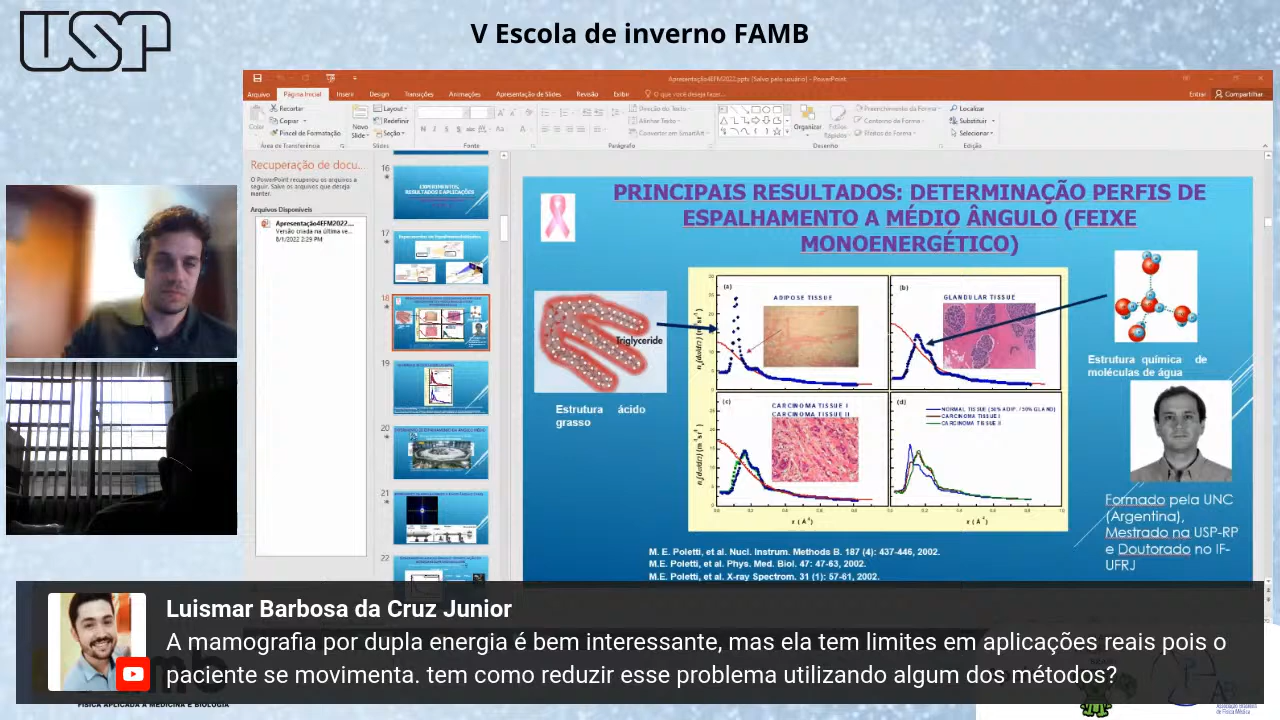 USP
V Escola de inverno FAMB
Apresentação4EFM2022.pptx [Salvo pelo usuário] - PowerPoint
Arquivo Página Inicial Inserir Design Transições Animações Apresentação de Slides Revisão Exibir O que você deseja fazer... Entrar Compartilhar
Colar
Recortar
Copiar
Pincel de Formatação
Área de Transferência
Novo
Slide
Layout
Redefinir
Seção
Slides
Fonte
Direção do Texto
Alinhar Texto
Converter em SmartArt
Parágrafo
Organizar
Estilos
Rápidos
Preenchimento da Forma
Contorno da Forma
Efeitos de Forma
Desenho
Localizar
Substituir
Selecionar
Edição
Recuperação de docu...
O PowerPoint recuperou os arquivos a
seguir. Salve os arquivos que deseja
manter.
Arquivos Disponíveis
Apresentação4EFM2022....
Versão criada na última ve...
8/1/2022 2:29 PM
16
EXPERIMENTOS,
RESULTADOS E APLICAÇÕES
17
18
19
20
21
22
PRINCIPAIS RESULTADOS: DETERMINAÇÃO PERFIS DE
ESPALHAMENTO A MÉDIO ÂNGULO (FEIXE
MONOENERGÉTICO)
Triglyceride
Estrutura ácido
grasso
(a)
ADIPOSE TISSUE
(b)
GLANDULAR TISSUE
(c)
CARCINOMA TISSUE I
CARCINOMA TISSUE II
(d)
NORMAL TISSUE (50% ADIP. / 50% GLAND)
CARCINOMA TISSUE I
CARCINOMA TISSUE II
x (Å⁻¹)
x (Å⁻¹)
Estrutura química de
moléculas de água
Formado pela UNC
(Argentina),
Mestrado na USP-RP
e Doutorado no IF-
UFRJ
M. E. Poletti, et al. Nucl. Instrum. Methods B. 187 (4): 437-446, 2002.
M. E. Poletti, et al. Phys. Med. Biol. 47: 47-63, 2002.
M. E. Poletti, et al. X-ray Spectrom. 31 (1): 57-61, 2002.
Luismar Barbosa da Cruz Junior
A mamografia por dupla energia é bem interessante, mas ela tem limites em aplicações reais pois o
paciente se movimenta. tem como reduzir esse problema utilizando algum dos métodos?
FÍSICA APLICADA À MEDICINA E BIOLOGIA